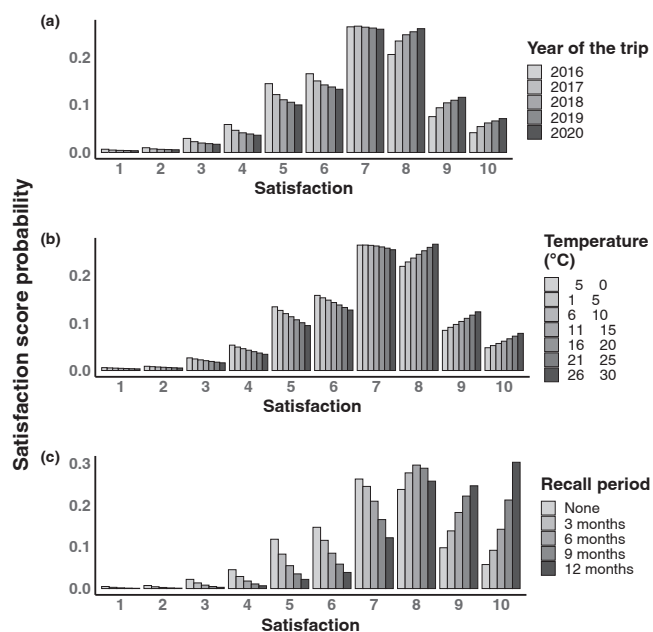 Satisfaction score probability
(a)
0.2
0.1
0.0
1 2 3 4 5 6 7 8 9 10
Satisfaction
Year of the trip
2016
2017
2018
2019
2020
(b)
0.2
0.1
0.0
1 2 3 4 5 6 7 8 9 10
Satisfaction
Temperature
(°C)
5 0
1 5
6 10
11 15
16 20
21 25
26 30
(c)
0.3
0.2
0.1
0.0
1 2 3 4 5 6 7 8 9 10
Satisfaction
Recall period
None
3 months
6 months
9 months
12 months